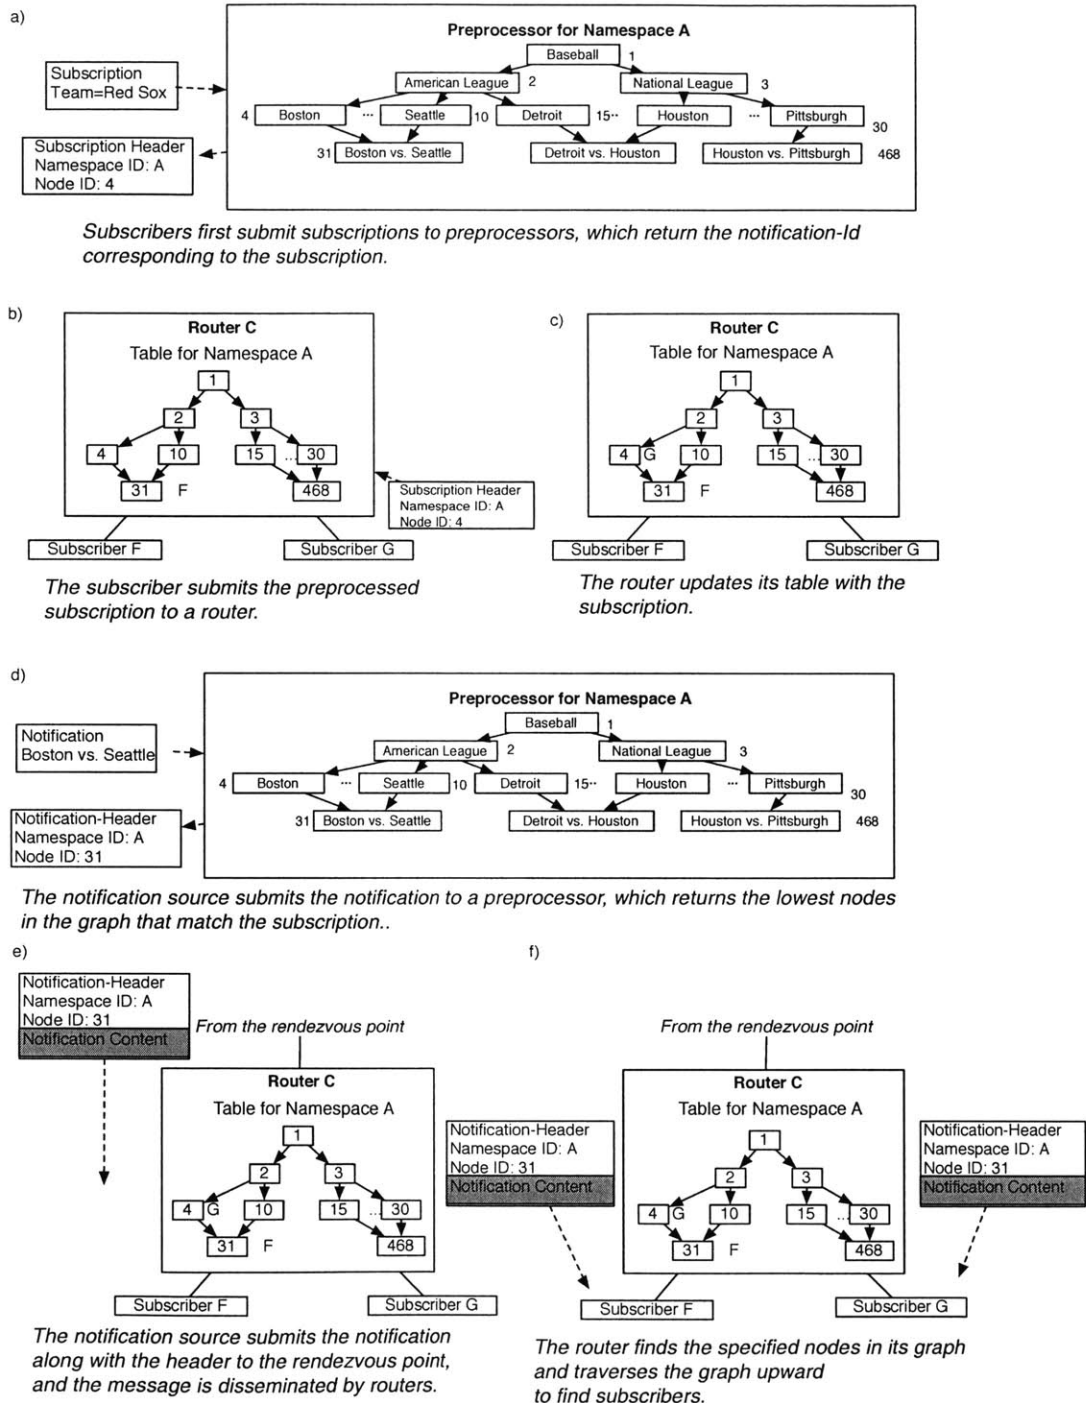 a)
Preprocessor for Namespace A
Baseball 1
American League 2 National League 3
Subscription
Team=Red Sox
4 Boston ... Seattle 10 Detroit 15.. Houston ... Pittsburgh 30
31 Boston vs. Seattle Detroit vs. Houston Houston vs. Pittsburgh 468
Subscription Header
Namespace ID: A
Node ID: 4
Subscribers first submit subscriptions to preprocessors, which return the notification-Id
corresponding to the subscription.
b)
Router C
Table for Namespace A
1
2 3
4 10 15 ... 30
31 F 468
Subscription Header
Namespace ID: A
Node ID: 4
Subscriber F Subscriber G
The subscriber submits the preprocessed
subscription to a router.
c)
Router C
Table for Namespace A
1
2 3
4 G 10 15 ... 30
31 F 468
Subscriber F Subscriber G
The router updates its table with the
subscription.
d)
Preprocessor for Namespace A
Baseball 1
American League 2 National League 3
Notification
Boston vs. Seattle
4 Boston ... Seattle 10 Detroit 15.. Houston ... Pittsburgh 30
31 Boston vs. Seattle Detroit vs. Houston Houston vs. Pittsburgh 468
Notification-Header
Namespace ID: A
Node ID: 31
The notification source submits the notification to a preprocessor, which returns the lowest nodes
in the graph that match the subscription..
e)
Notification-Header
Namespace ID: A
Node ID: 31
Notification Content
From the rendezvous point
Router C
Table for Namespace A
1
2 3
4 G 10 15 ... 30
31 F 468
Subscriber F Subscriber G
The notification source submits the notification
along with the header to the rendezvous point,
and the message is disseminated by routers.
f)
From the rendezvous point
Router C
Table for Namespace A
Notification-Header
Namespace ID: A
Node ID: 31
Notification Content
1
2 3
4 G 10 15 ... 30
31 F 468
Notification-Header
Namespace ID: A
Node ID: 31
Notification Content
Subscriber F Subscriber G
The router finds the specified nodes in its graph
and traverses the graph upward
to find subscribers.